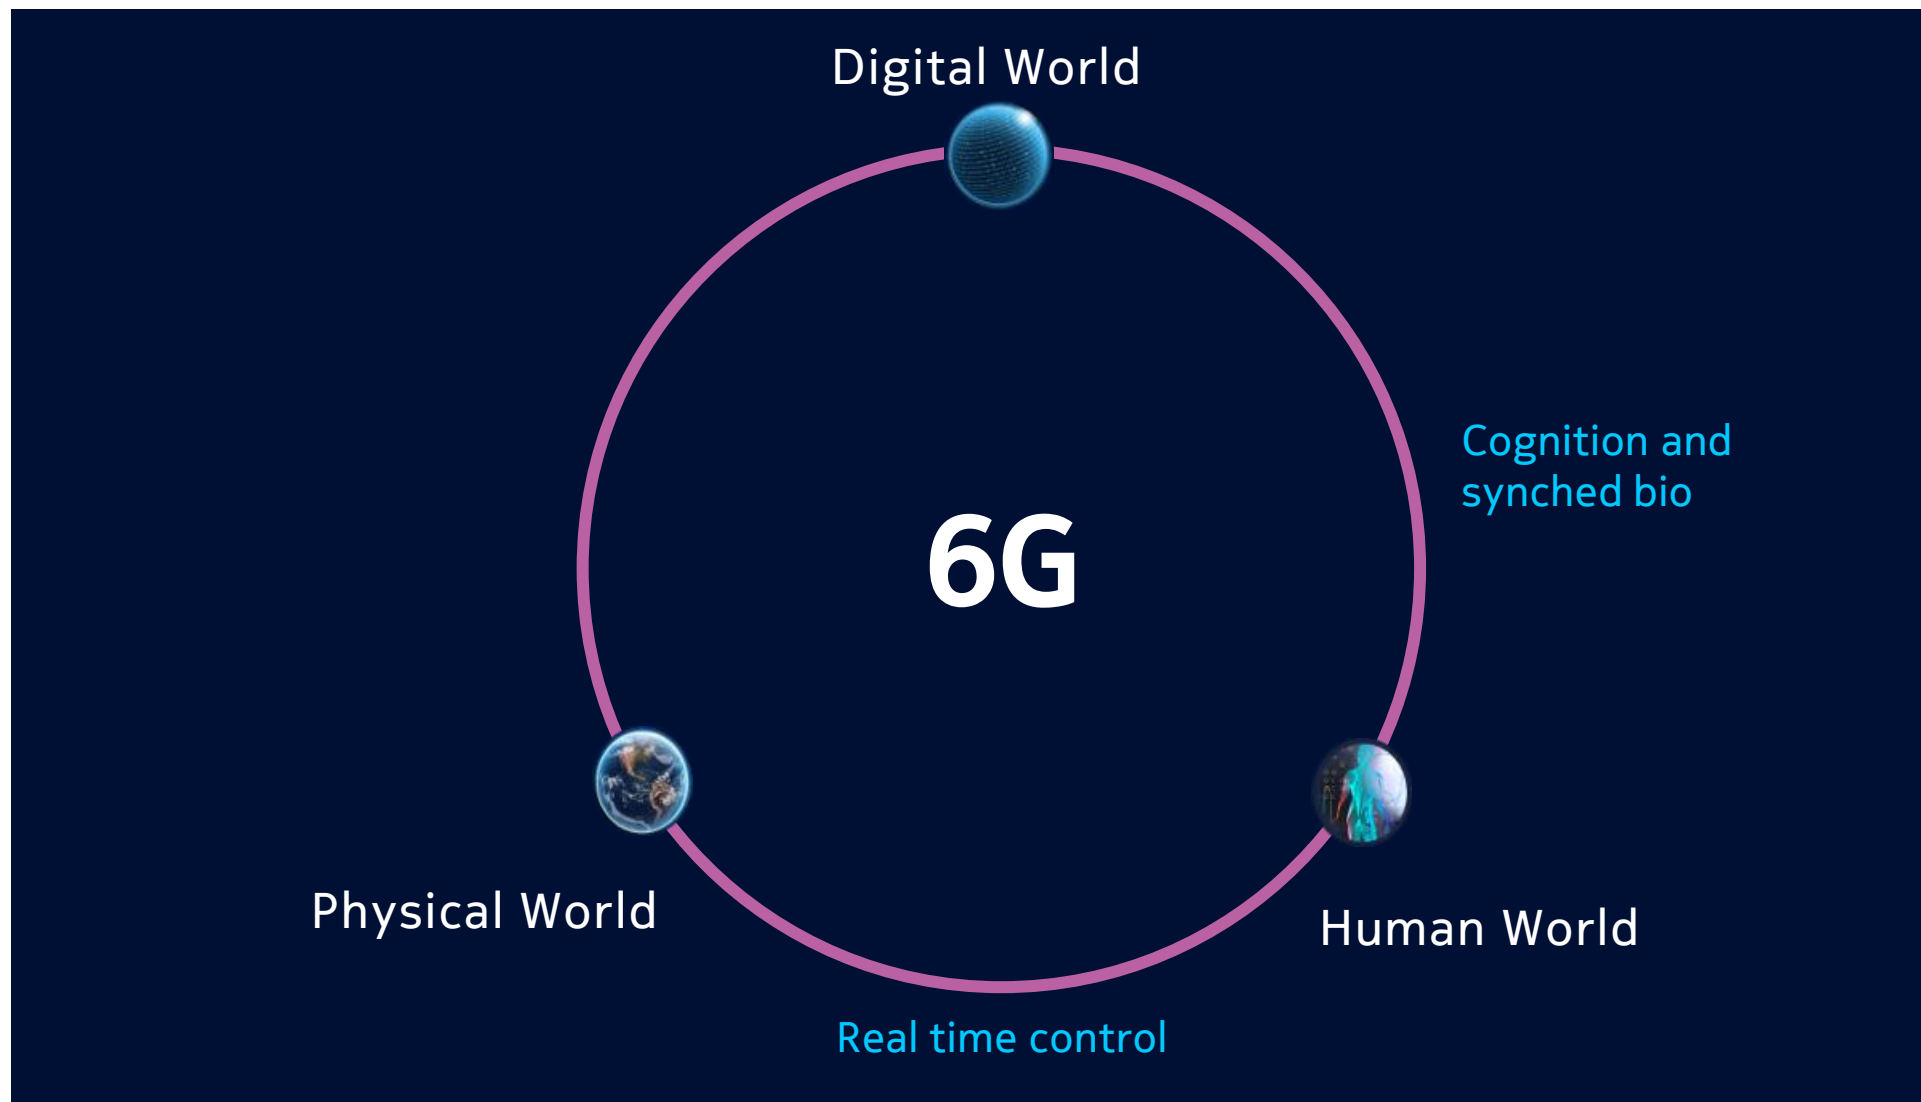 Digital World
Cognition and
synched bio
6G
Physical World
Human World
Real time control